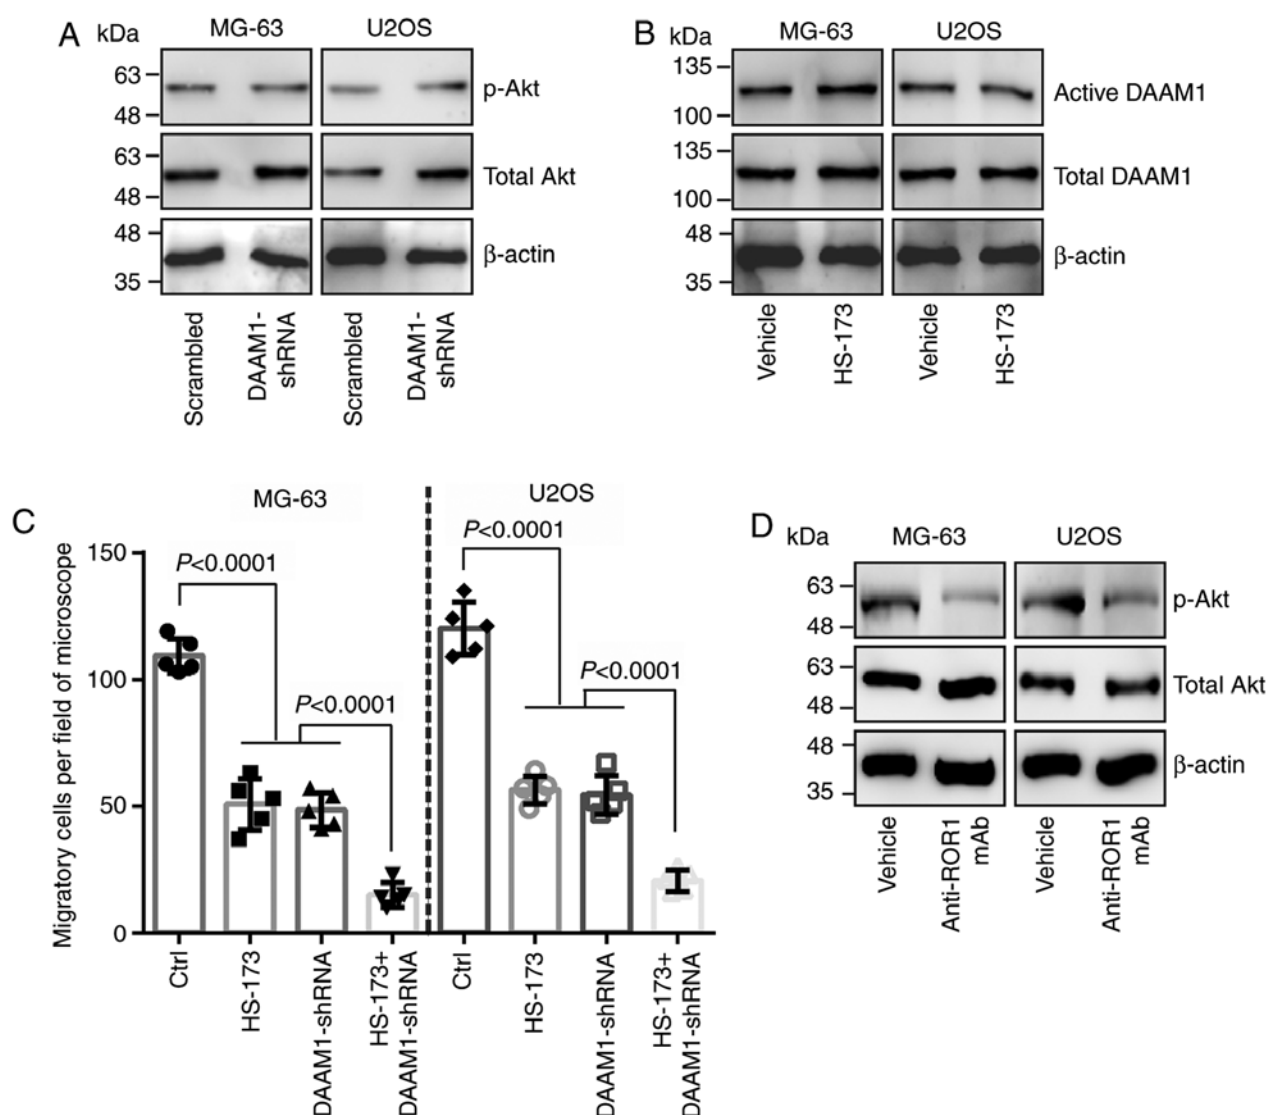 A
kDa
MG-63
U2OS
63
48
p-Akt
63
48
Total Akt
48
35
β-actin
Scrambled
DAAM1-
shRNA
Scrambled
DAAM1-
shRNA
B
kDa
MG-63
U2OS
135
100
Active DAAM1
135
100
Total DAAM1
48
35
β-actin
Vehicle
HS-173
Vehicle
HS-173
C
MG-63
U2OS
Migratory cells per field of microscope
150
100
50
0
P<0.0001
P<0.0001
P<0.0001
P<0.0001
Ctrl
HS-173
DAAM1-shRNA
HS-173+
DAAM1-shRNA
Ctrl
HS-173
DAAM1-shRNA
HS-173+
DAAM1-shRNA
D
kDa
MG-63
U2OS
63
48
p-Akt
63
48
Total Akt
48
35
β-actin
Vehicle
Anti-ROR1
mAb
Vehicle
Anti-ROR1
mAb